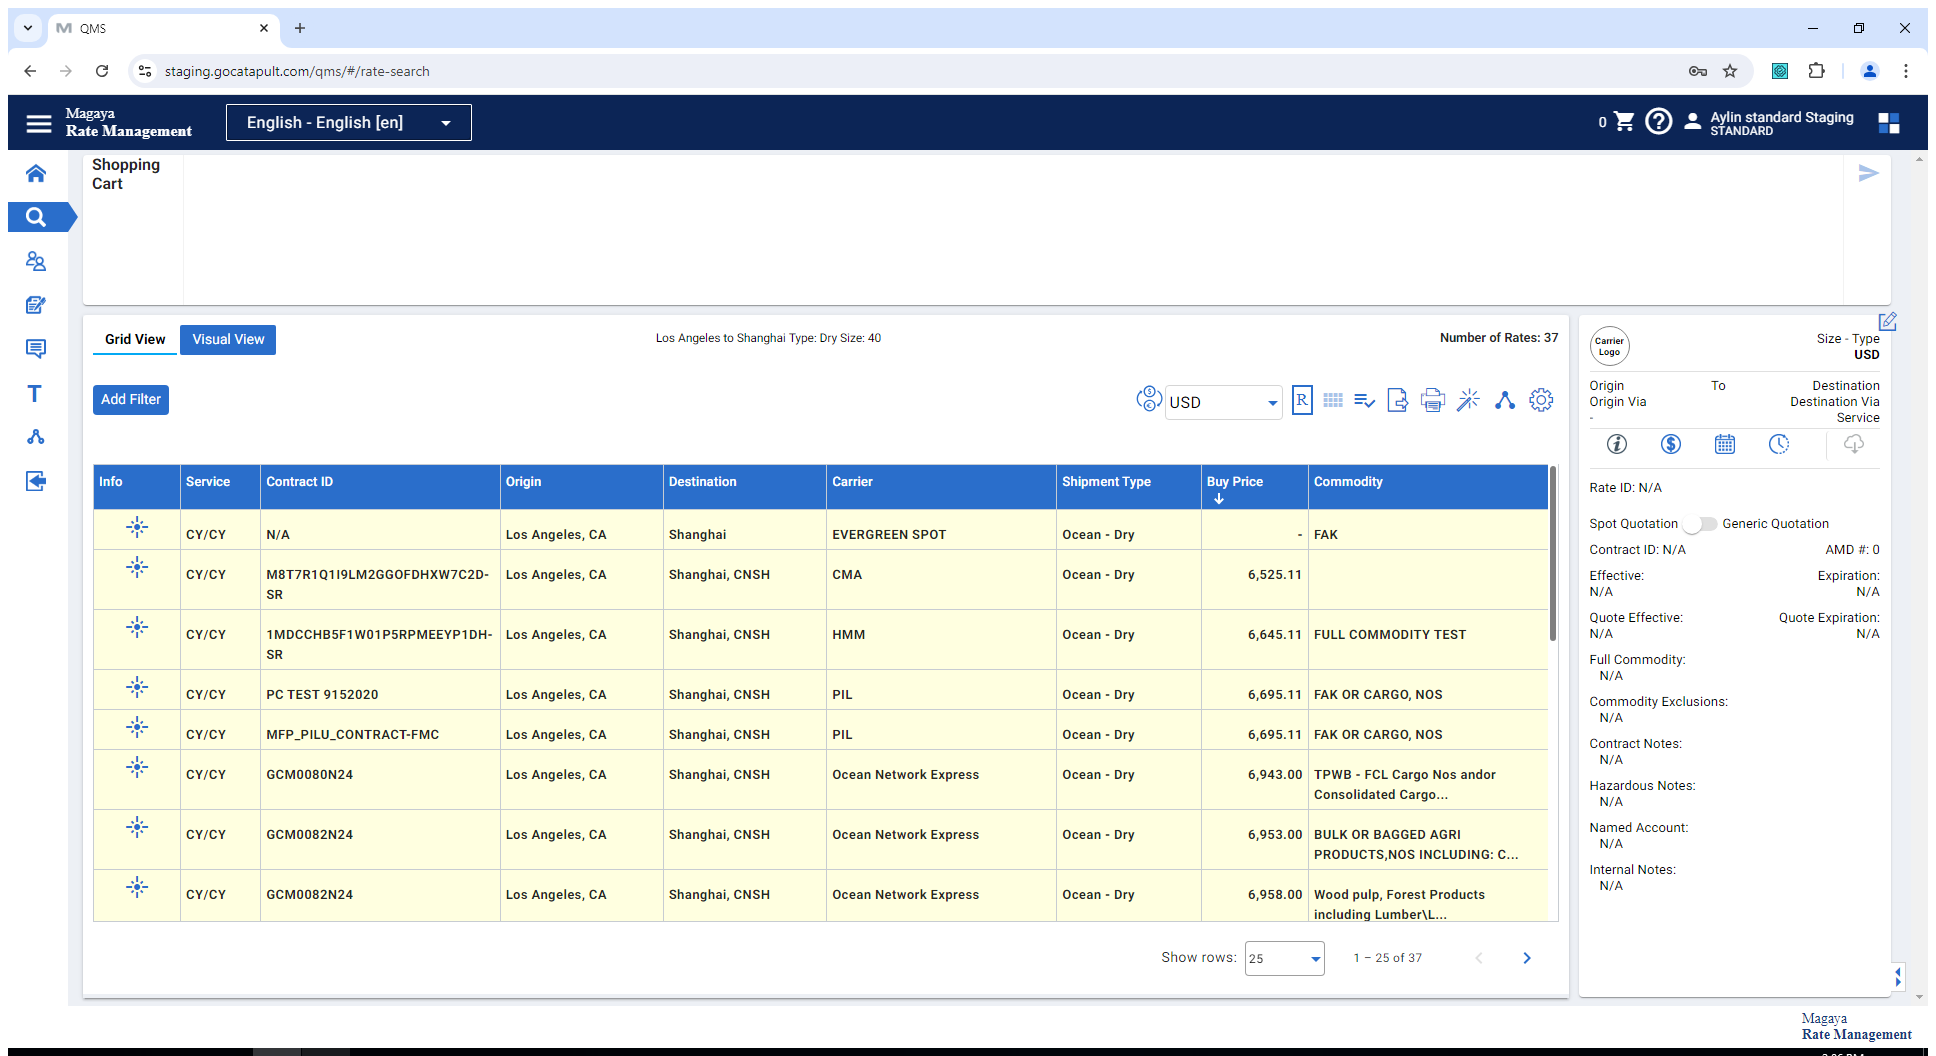 QMS
staging.gocatapult.com/qms/#/rate-search
Magaya
Rate Management
English - English [en]
0
Aylin standard Staging
STANDARD
Shopping
Cart
Grid View
Visual View
Los Angeles to Shanghai Type: Dry Size: 40
Number of Rates: 37
Add Filter
USD
R
Info Service Contract ID Origin Destination Carrier Shipment Type Buy Price Commodity
CY/CY N/A Los Angeles, CA Shanghai EVERGREEN SPOT Ocean - Dry - FAK
CY/CY M8T7R1Q1I9LM2GGOFDHXW7C2D- Los Angeles, CA Shanghai, CNSH CMA Ocean - Dry 6,525.11
SR
CY/CY 1MDCCHB5F1W01P5RPMEEYP1DH- Los Angeles, CA Shanghai, CNSH HMM Ocean - Dry 6,645.11 FULL COMMODITY TEST
SR
CY/CY PC TEST 9152020 Los Angeles, CA Shanghai, CNSH PIL Ocean - Dry 6,695.11 FAK OR CARGO, NOS
CY/CY MFP_PILU_CONTRACT-FMC Los Angeles, CA Shanghai, CNSH PIL Ocean - Dry 6,695.11 FAK OR CARGO, NOS
CY/CY GCM0080N24 Los Angeles, CA Shanghai, CNSH Ocean Network Express Ocean - Dry 6,943.00 TPWB - FCL Cargo Nos andor
Consolidated Cargo...
CY/CY GCM0082N24 Los Angeles, CA Shanghai, CNSH Ocean Network Express Ocean - Dry 6,953.00 BULK OR BAGGED AGRI
PRODUCTS,NOS INCLUDING: C...
CY/CY GCM0082N24 Los Angeles, CA Shanghai, CNSH Ocean Network Express Ocean - Dry 6,958.00 Wood pulp, Forest Products
including Lumber\L...
Show rows: 25 1 – 25 of 37
Carrier
Logo
Size - Type
USD
Origin To Destination
Origin Via Destination Via
- Service
Rate ID: N/A
Spot Quotation Generic Quotation
Contract ID: N/A AMD #: 0
Effective: Expiration:
N/A N/A
Quote Effective: Quote Expiration:
N/A N/A
Full Commodity:
N/A
Commodity Exclusions:
N/A
Contract Notes:
N/A
Hazardous Notes:
N/A
Named Account:
N/A
Internal Notes:
N/A
Magaya
Rate Management